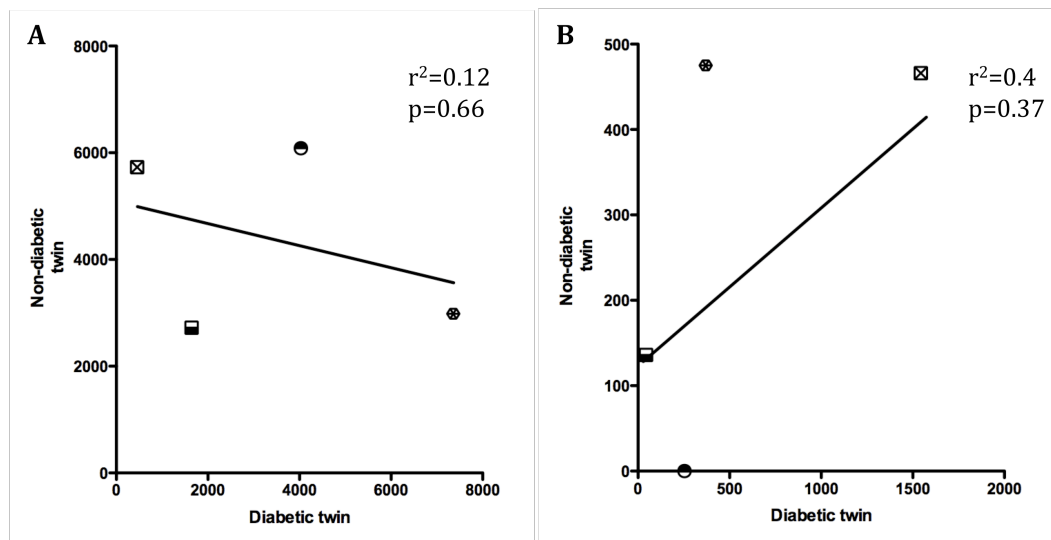 A
r²=0.12
p=0.66
8000
6000
4000
2000
0
Non-diabetic
twin
0 2000 4000 6000 8000
Diabetic twin
B
r²=0.4
p=0.37
500
400
300
200
100
0
Non-diabetic
twin
0 500 1000 1500 2000
Diabetic twin